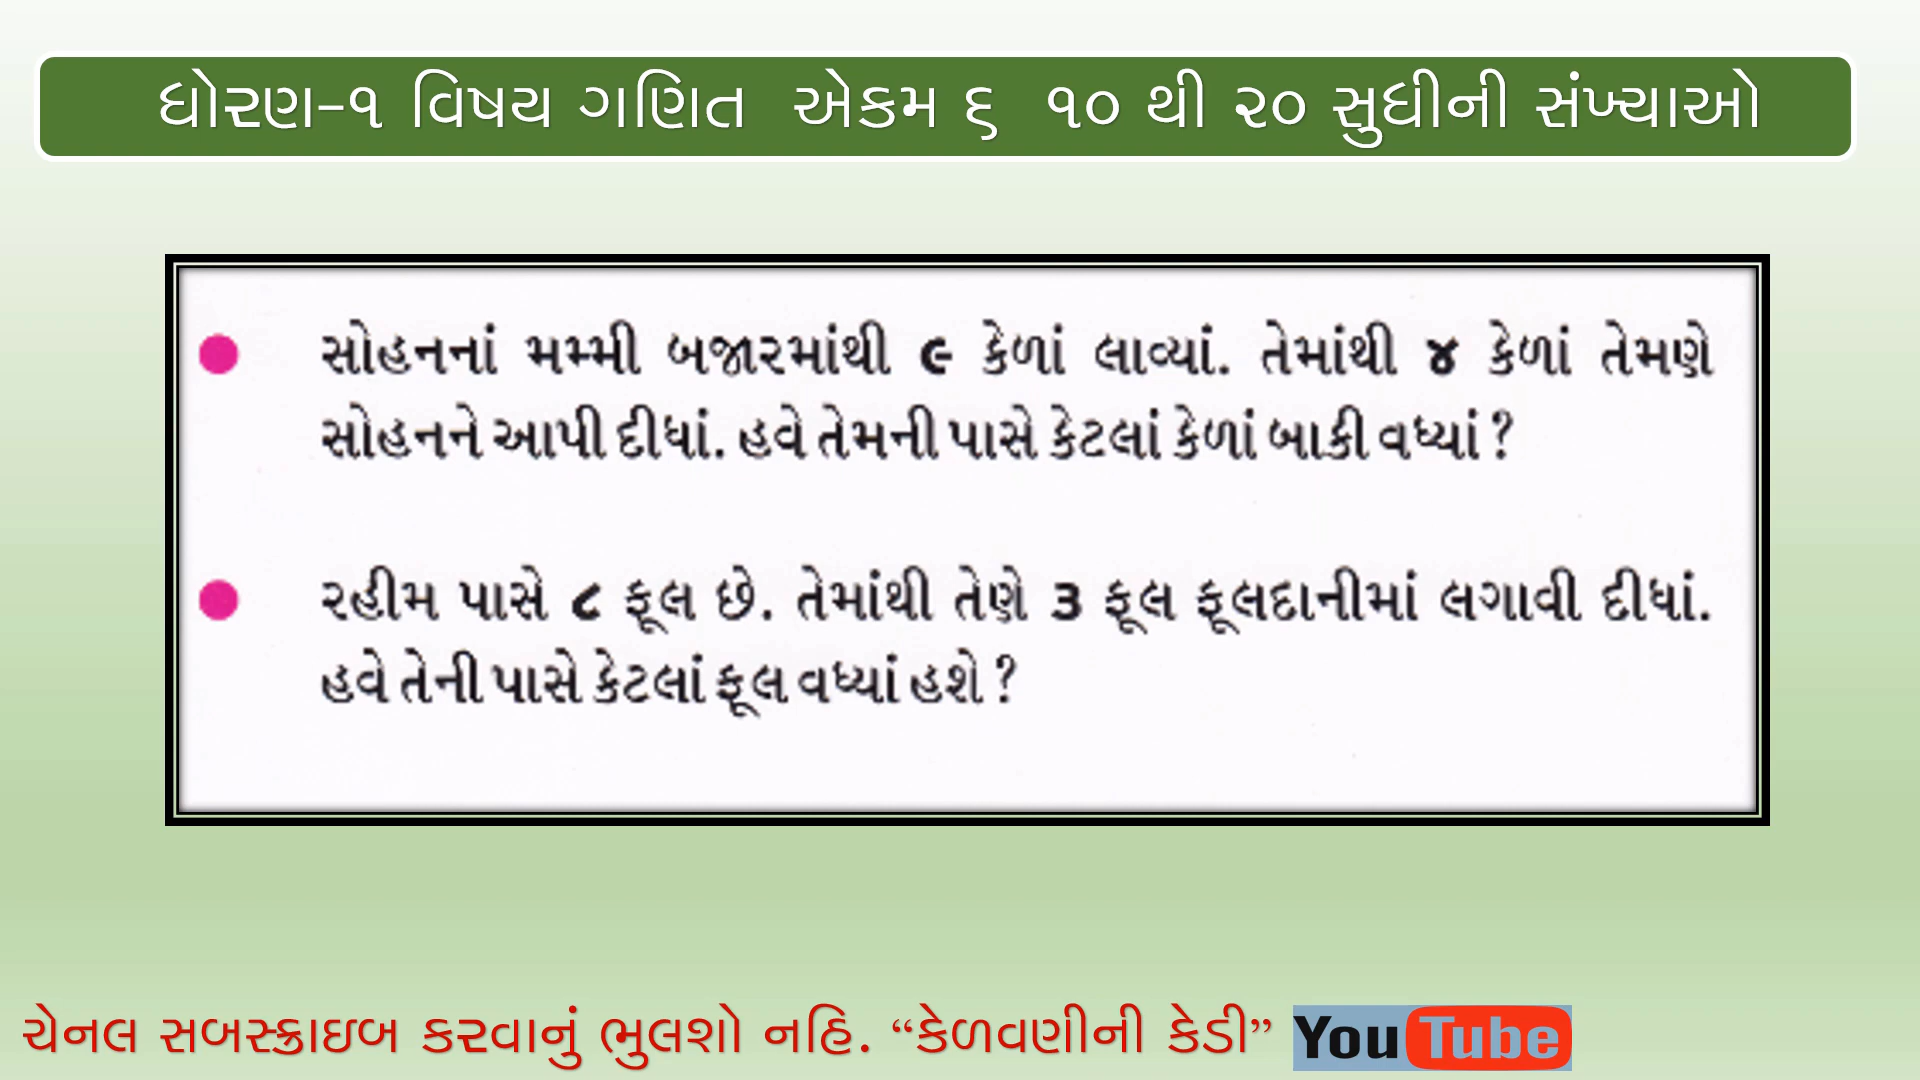 ધોરણ-૧ વિષય ગણિત એકમ ૬ ૧૦ થી ૨૦ સુધીની સંખ્યાઓ
સોહનનાં મમ્મી બજારમાંથી ૯ કેળાં લાવ્યાં. તેમાંથી ૪ કેળાં તેમણે
સોહનને આપી દીધાં. હવે તેમની પાસે કેટલાં કેળાં બાકી વધ્યાં ?
રહીમ પાસે ૮ ફૂલ છે. તેમાંથી તેણે ૩ ફૂલ ફૂલદાનીમાં લગાવી દીધાં.
હવે તેની પાસે કેટલાં ફૂલ વધ્યાં હશે ?
ચેનલ સબસ્ક્રાઇબ કરવાનું ભુલશો નહિ. “કેળવણીની કેડી” YouTube